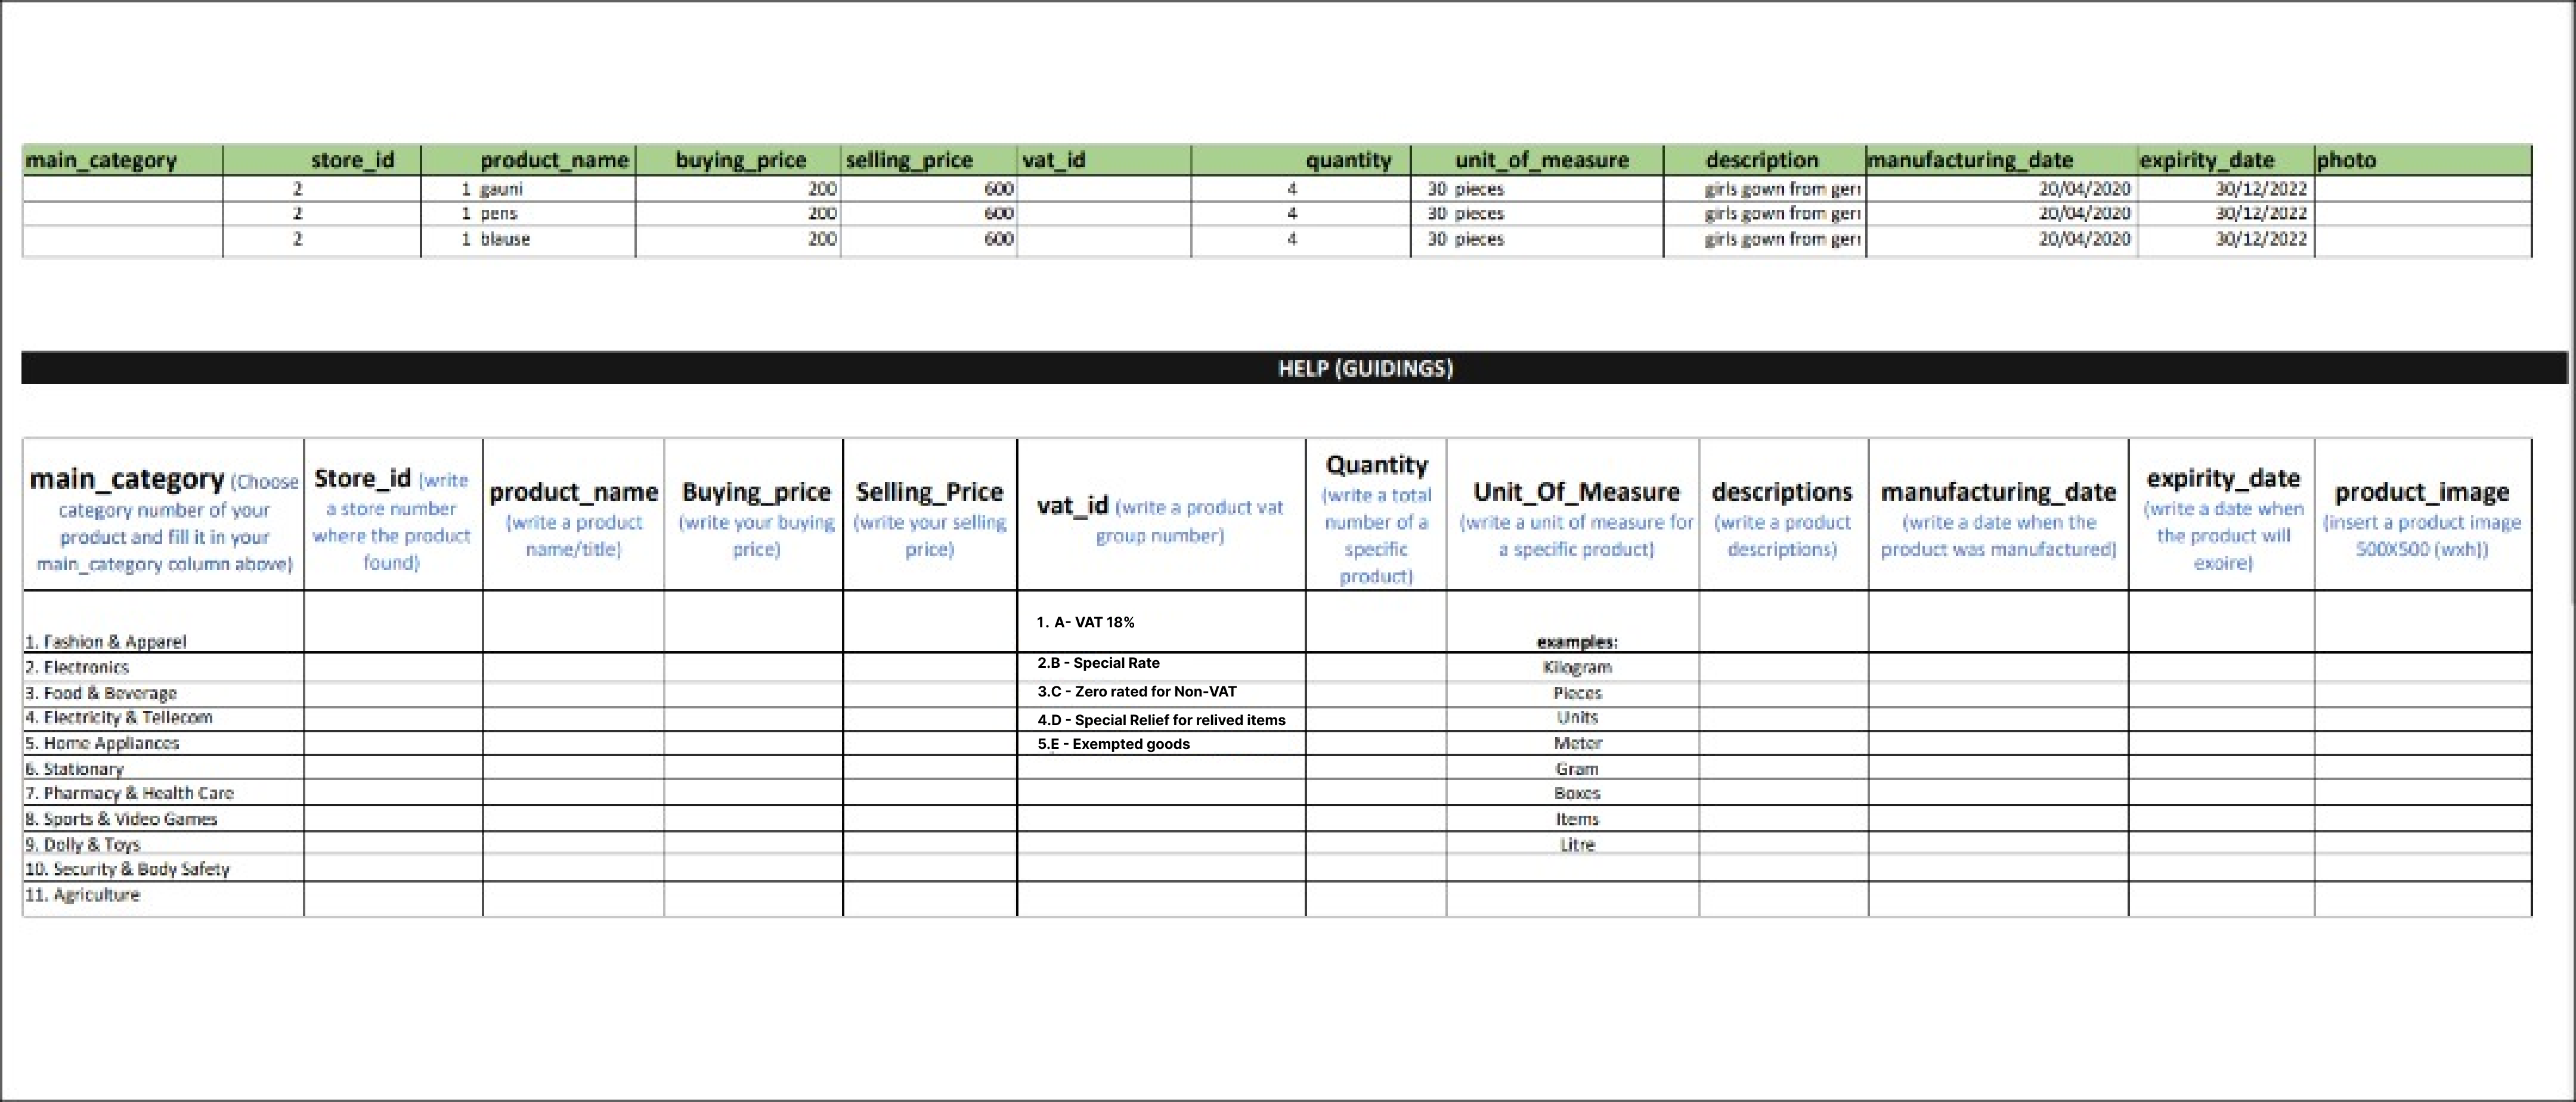 main_category store_id product_name buying_price selling_price vat_id quantity unit_of_measure description manufacturing_date expirity_date photo
2 1 gauni 200 600 4 30 pieces girls gown from geri 20/04/2020 30/12/2022
2 1 pens 200 600 4 30 pieces girls gown from geri 20/04/2020 30/12/2022
2 1 blause 200 600 4 30 pieces girls gown from geri 20/04/2020 30/12/2022
HELP (GUIDINGS)
main_category (Choose
category number of your
product and fill it in your
main_category column above)
Store_id (write
a store number
where the product
found)
product_name
(write a product
name/title)
Buying_price
(write your buying
price)
Selling_Price
(write your selling
price)
vat_id (write a product vat
group number)
Quantity
(write a total
number of a
specific
product)
Unit_Of_Measure
(write a unit of measure for
a specific product)
descriptions
(write a product
descriptions)
manufacturing_date
(write a date when the
product was manufactured)
expirity_date
(write a date when
the product will
exoire)
product_image
(insert a product image
500X500 (wxh))
1. Fashion & Apparel 1. A- VAT 18% examples:
2. Electronics 2.B - Special Rate Kilogram
3. Food & Beverage 3.C - Zero rated for Non-VAT Pieces
4. Electricity & Tellecom 4.D - Special Relief for relived items Units
5. Home Appliances 5.E - Exempted goods Meter
6. Stationary Gram
7. Pharmacy & Health Care Boxes
8. Sports & Video Games Items
9. Dolly & Toys Litre
10. Security & Body Safety
11. Agriculture